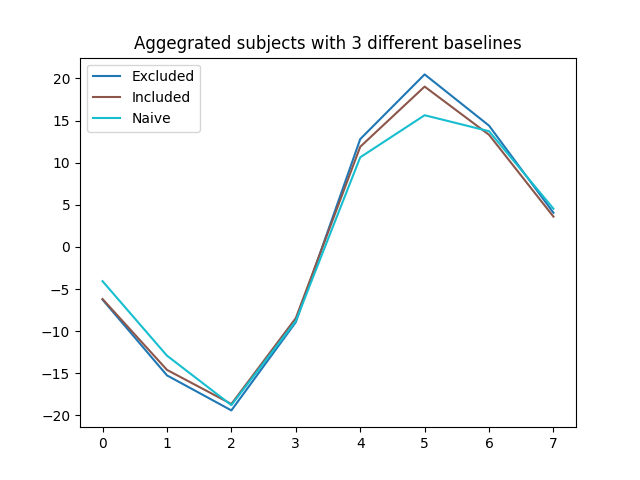 Aggegrated subjects with 3 different baselines
Excluded
Included
Naive
20
15
10
5
0
−5
−10
−15
−20
0 1 2 3 4 5 6 7